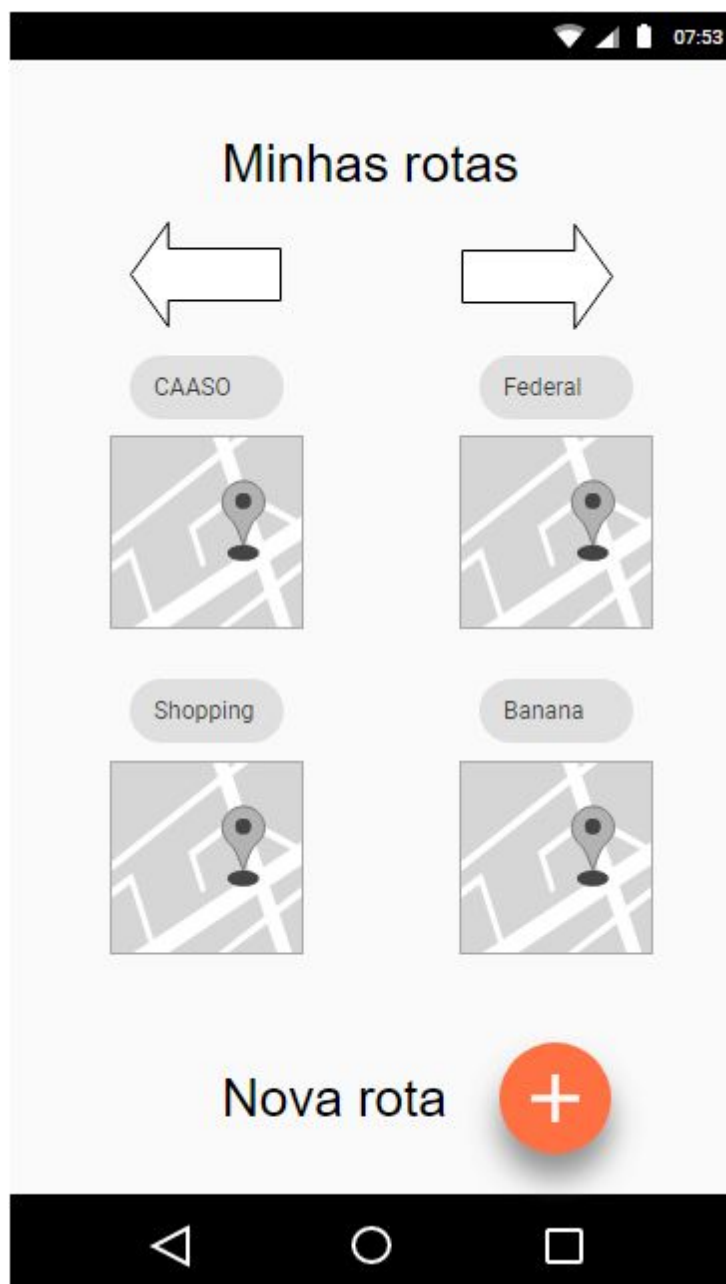 07:53
Minhas rotas
CAASO
Federal
Shopping
Banana
Nova rota